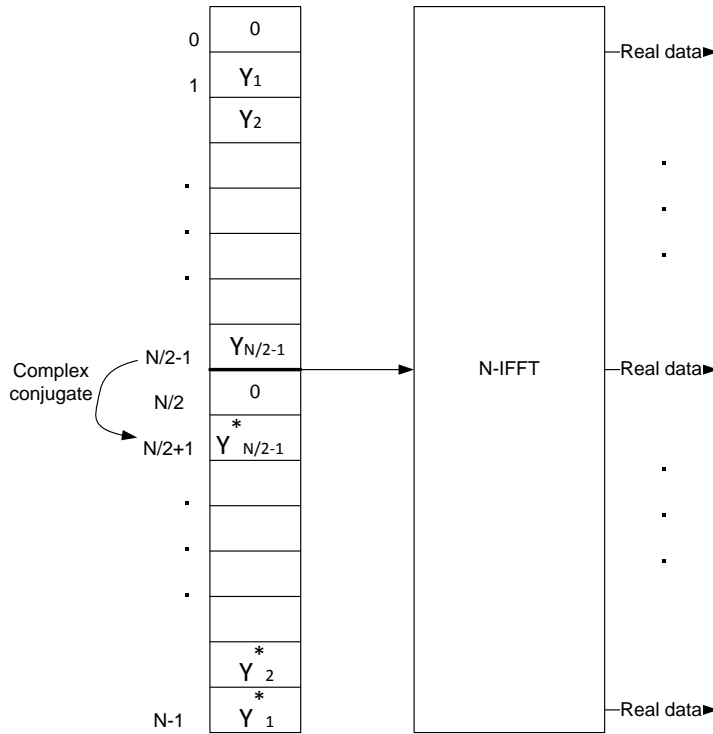 0 0
1 Y1
Y2
N/2-1 YN/2-1
Complex
conjugate
N/2 0
N/2+1 Y*N/2-1
Y*2
N-1 Y*1
N-IFFT
Real data
Real data
Real data